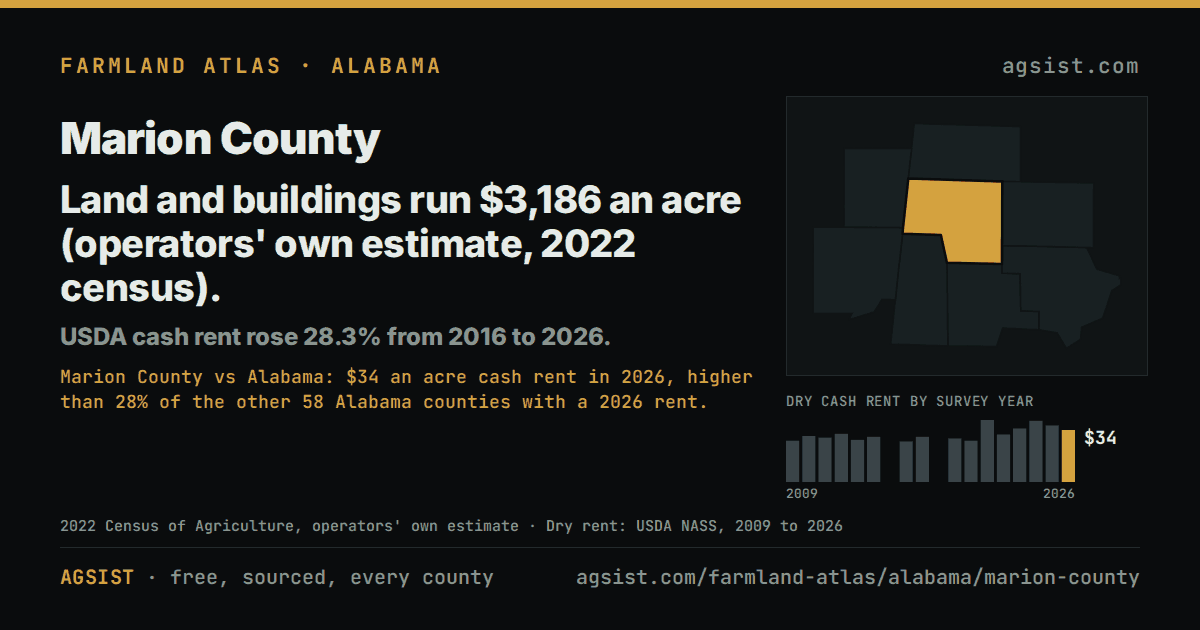 FARMLAND ATLAS · ALABAMA
agsist.com
Marion County
Land and buildings run $3,186 an acre
(operators' own estimate, 2022
census).
USDA cash rent rose 28.3% from 2016 to 2026.
Marion County vs Alabama: $34 an acre cash rent in 2026, higher
than 28% of the other 58 Alabama counties with a 2026 rent.
DRY CASH RENT BY SURVEY YEAR
$34
2009
2026
2022 Census of Agriculture, operators' own estimate · Dry rent: USDA NASS, 2009 to 2026
AGSIST · free, sourced, every county
agsist.com/farmland-atlas/alabama/marion-county